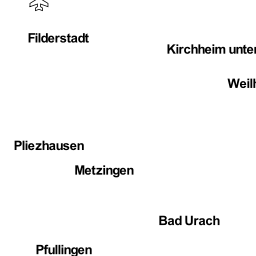 Filderstadt
Kirchheim unter
Weilh
Pliezhausen
Metzingen
Bad Urach
Pfullingen